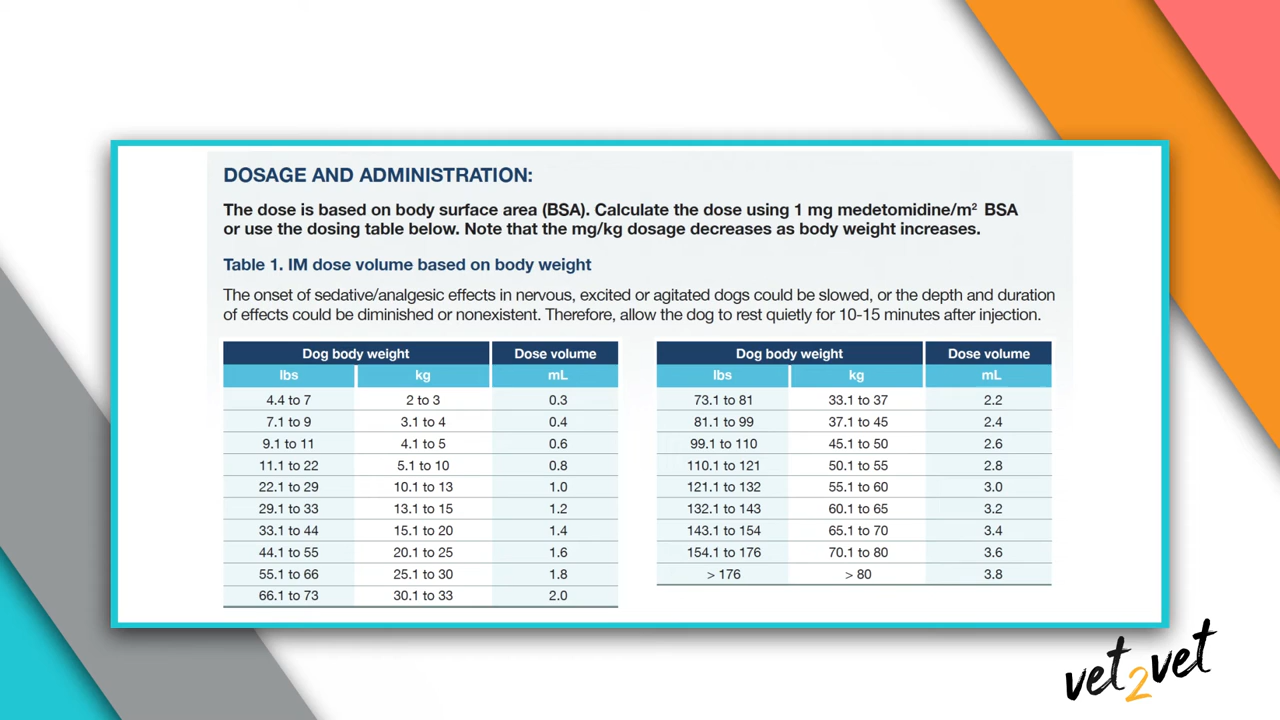 DOSAGE AND ADMINISTRATION:
The dose is based on body surface area (BSA). Calculate the dose using 1 mg medetomidine/m² BSA
or use the dosing table below. Note that the mg/kg dosage decreases as body weight increases.
Table 1. IM dose volume based on body weight
The onset of sedative/analgesic effects in nervous, excited or agitated dogs could be slowed, or the depth and duration
of effects could be diminished or nonexistent. Therefore, allow the dog to rest quietly for 10-15 minutes after injection.
Dog body weight Dose volume
lbs kg mL
4.4 to 7 2 to 3 0.3
7.1 to 9 3.1 to 4 0.4
9.1 to 11 4.1 to 5 0.6
11.1 to 22 5.1 to 10 0.8
22.1 to 29 10.1 to 13 1.0
29.1 to 33 13.1 to 15 1.2
33.1 to 44 15.1 to 20 1.4
44.1 to 55 20.1 to 25 1.6
55.1 to 66 25.1 to 30 1.8
66.1 to 73 30.1 to 33 2.0
Dog body weight Dose volume
lbs kg mL
73.1 to 81 33.1 to 37 2.2
81.1 to 99 37.1 to 45 2.4
99.1 to 110 45.1 to 50 2.6
110.1 to 121 50.1 to 55 2.8
121.1 to 132 55.1 to 60 3.0
132.1 to 143 60.1 to 65 3.2
143.1 to 154 65.1 to 70 3.4
154.1 to 176 70.1 to 80 3.6
> 176 > 80 3.8
vet2vet